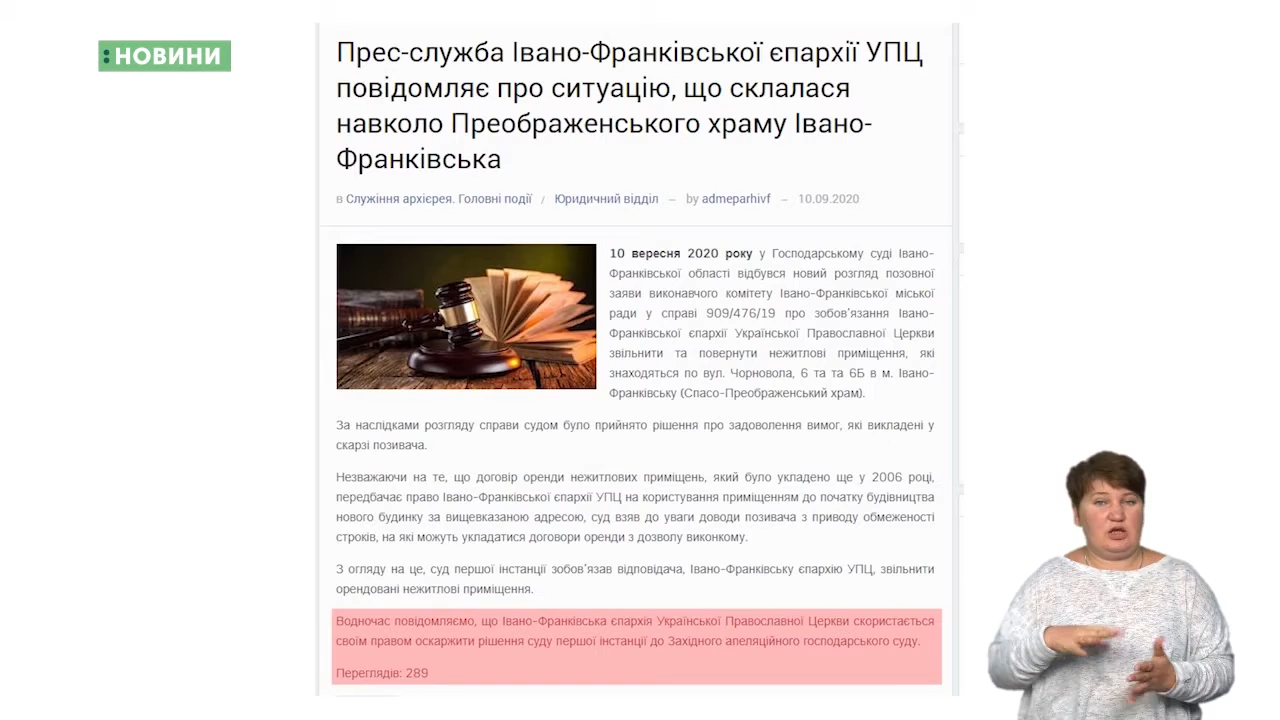 :НОВИНИ
Прес-служба Івано-Франківської єпархії УПЦ
повідомляє про ситуацію, що склалася
навколо Преображенського храму Івано-
Франківська
в Служіння архієрея. Головні події / Юридичний відділ – by admeparhivf – 10.09.2020
10 вересня 2020 року у Господарському суді Івано-
Франківської області відбувся новий розгляд позовної
заяви виконавчого комітету Івано-Франківської міської
ради у справі 909/476/19 про зобов'язання Івано-
Франківської єпархії Української Православної Церкви
звільнити та повернути нежитлові приміщення, які
знаходяться по вул. Чорновола, 6 та та 6Б в м. Івано-
Франківську (Спасо-Преображенський храм).
За наслідками розгляду справи судом було прийнято рішення про задоволення вимог, які викладені у
скарзі позивача.
Незважаючи на те, що договір оренди нежитлових приміщень, який було укладено ще у 2006 році,
передбачає право Івано-Франківської єпархії УПЦ на користування приміщенням до початку будівництва
нового будинку за вищевказаною адресою, суд взяв до уваги доводи позивача з приводу обмеженості
строків, на які можуть укладатися договори оренди з дозволу виконкому.
З огляду на це, суд першої інстанції зобов'язав відповідача, Івано-Франківську єпархію УПЦ, звільнити
орендовані нежитлові приміщення.
Водночас повідомляємо, що Івано-Франківська єпархія Української Православної Церкви скористається
своїм правом оскаржити рішення суду першої інстанції до Західного апеляційного господарського суду.
Переглядів: 289